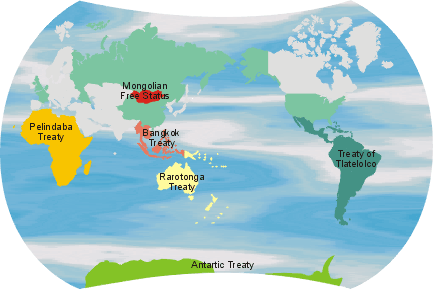 Mongolian
Free Status
Pelindaba
Treaty
Bangkok
Treaty
Treaty of
Tlatelolco
Rarotonga
Treaty
Antartic Treaty